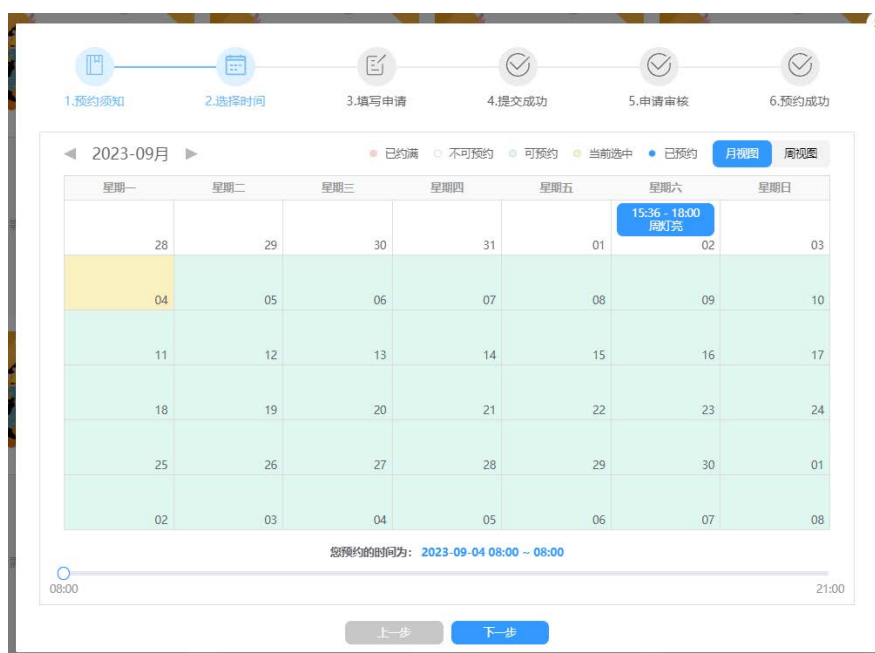 1.预约须知 2.选择时间 3.填写申请 4.提交成功 5.申请审核 6.预约成功
2023-09月 已约满 不可预约 可预约 当前选中 已预约 月视图 周视图
星期一 星期二 星期三 星期四 星期五 星期六 星期日
15:36 - 18:00
周灯亮
28 29 30 31 01 02 03
04 05 06 07 08 09 10
11 12 13 14 15 16 17
18 19 20 21 22 23 24
25 26 27 28 29 30 01
02 03 04 05 06 07 08
您预约的时间为: 2023-09-04 08:00 ~ 08:00
08:00 21:00
上一步 下一步